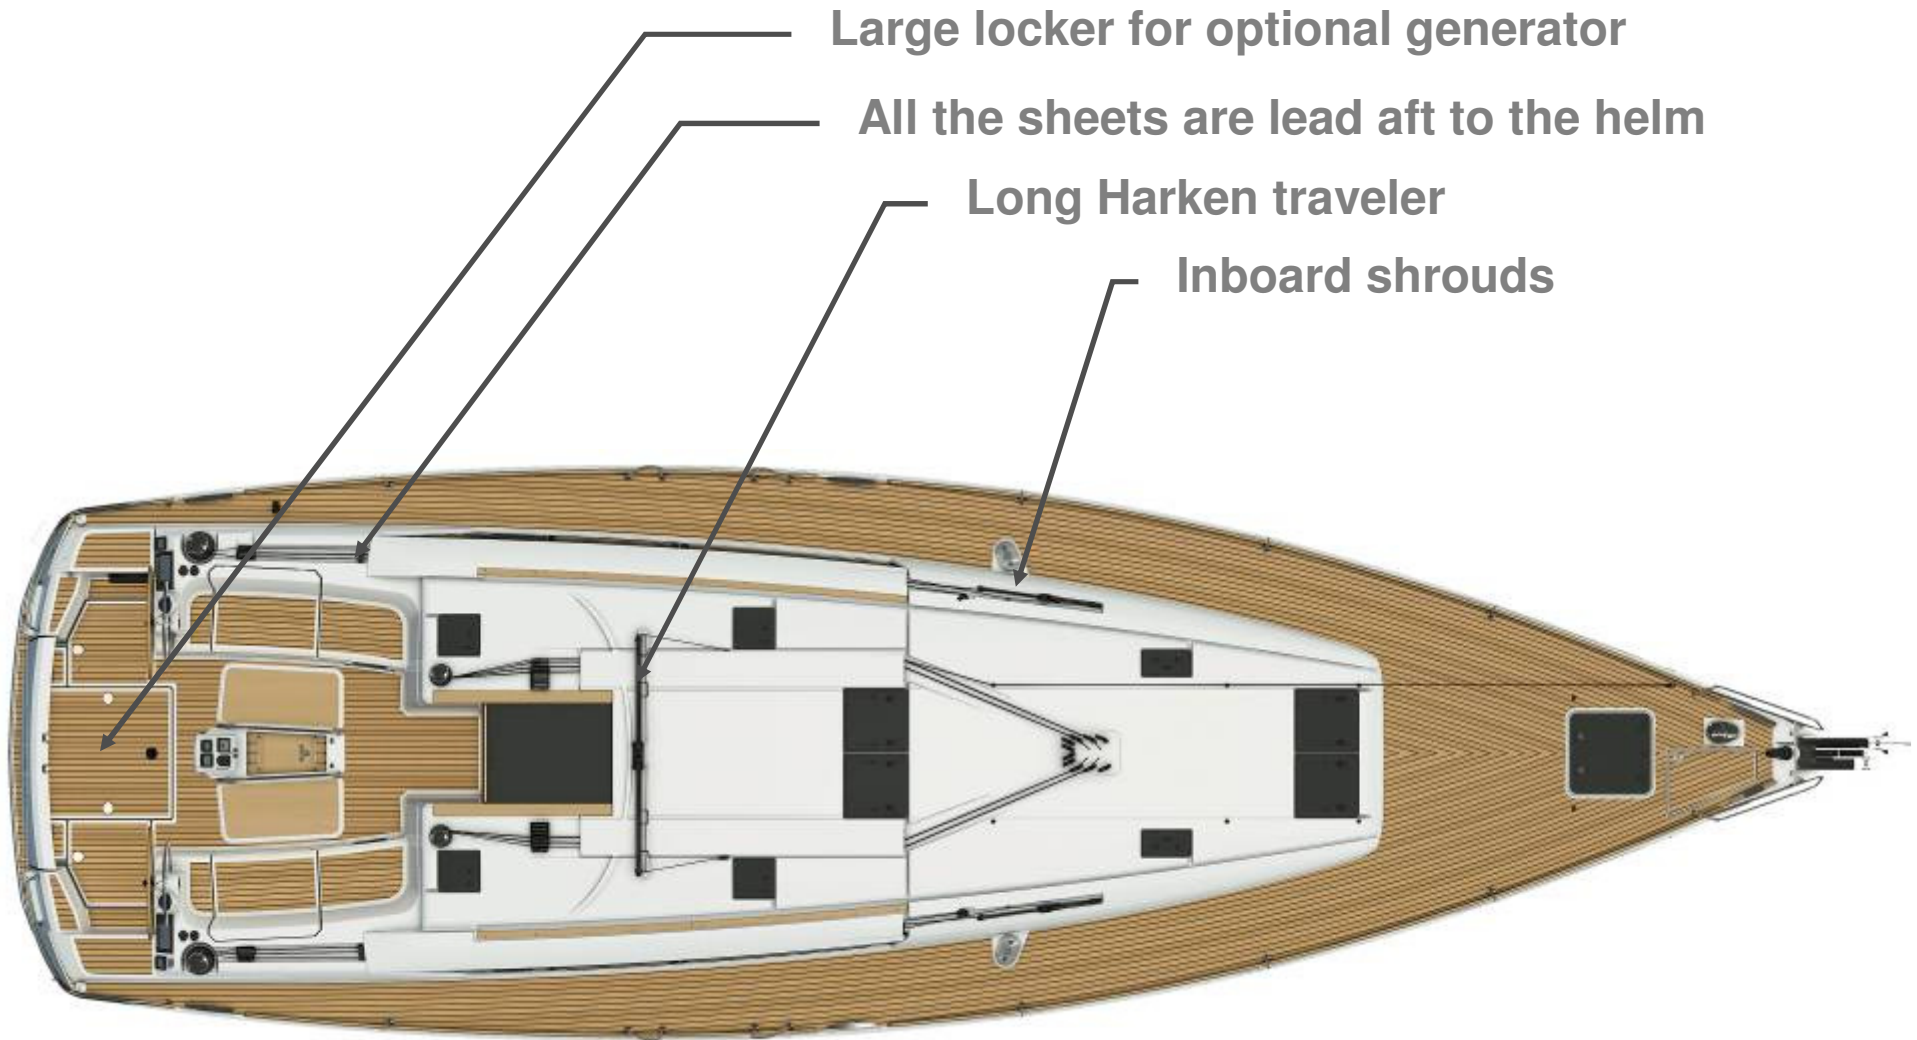 Large locker for optional generator
All the sheets are lead aft to the helm
Long Harken traveler
Inboard shrouds